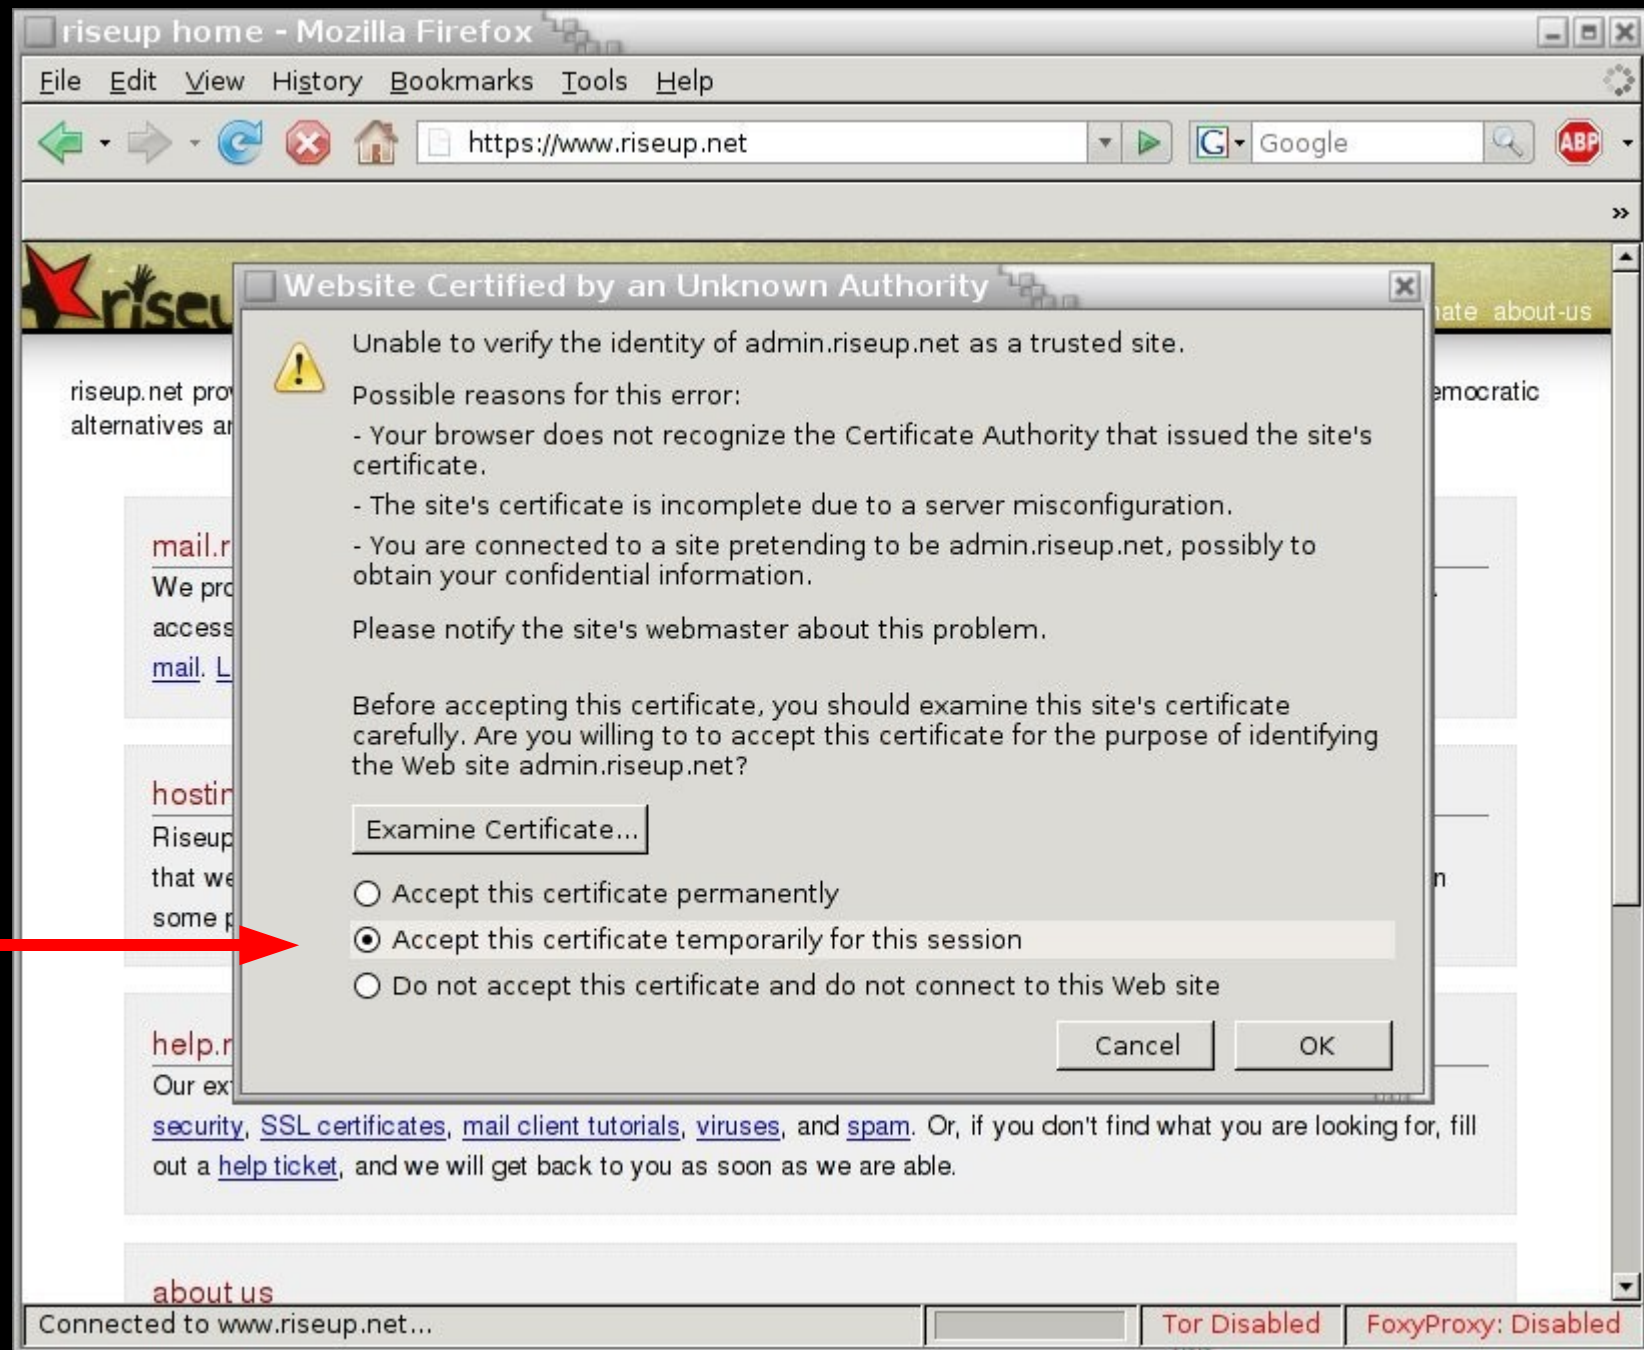 riseup home - Mozilla Firefox
File Edit View History Bookmarks Tools Help
https://www.riseup.net
G Google ABP
»
about-us
Website Certified by an Unknown Authority
Unable to verify the identity of admin.riseup.net as a trusted site.
Possible reasons for this error:
- Your browser does not recognize the Certificate Authority that issued the site's
certificate.
- The site's certificate is incomplete due to a server misconfiguration.
- You are connected to a site pretending to be admin.riseup.net, possibly to
obtain your confidential information.
Please notify the site's webmaster about this problem.
Before accepting this certificate, you should examine this site's certificate
carefully. Are you willing to to accept this certificate for the purpose of identifying
the Web site admin.riseup.net?
Examine Certificate...
Accept this certificate permanently
Accept this certificate temporarily for this session
Do not accept this certificate and do not connect to this Web site
Cancel OK
riseup.net
alternatives
We
access
mail.
Riseup
that we
some
Our
security, SSL certificates, mail client tutorials, viruses, and spam. Or, if you don't find what you are looking for, fill
out a help ticket, and we will get back to you as soon as we are able.
about us
Connected to www.riseup.net... Tor Disabled FoxyProxy: Disabled